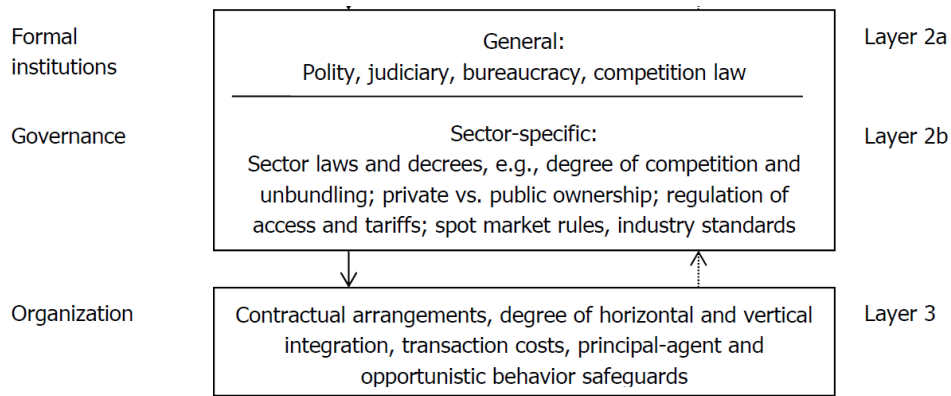 Formal
institutions
General:
Polity, judiciary, bureaucracy, competition law
Layer 2a
Governance
Sector-specific:
Sector laws and decrees, e.g., degree of competition and
unbundling; private vs. public ownership; regulation of
access and tariffs; spot market rules, industry standards
Layer 2b
Organization
Contractual arrangements, degree of horizontal and vertical
integration, transaction costs, principal-agent and
opportunistic behavior safeguards
Layer 3